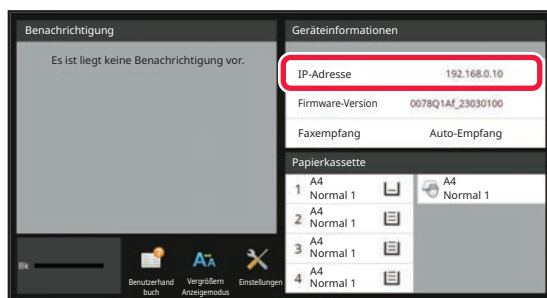 Benachrichtigung
Es ist liegt keine Benachrichtigung vor.
Geräteinformationen
IP-Adresse 192.168.0.10
Firmware-Version 0078Q1Af_23030100
Faxempfang Auto-Empfang
Papierkassette
1 A4
Normal 1
A4
Normal 1
2 A4
Normal 1
3 A4
Normal 1
4 A4
Normal 1
Bk
Benutzerhand
buch
Vergrößern
Anzeigemodus
Einstellungen